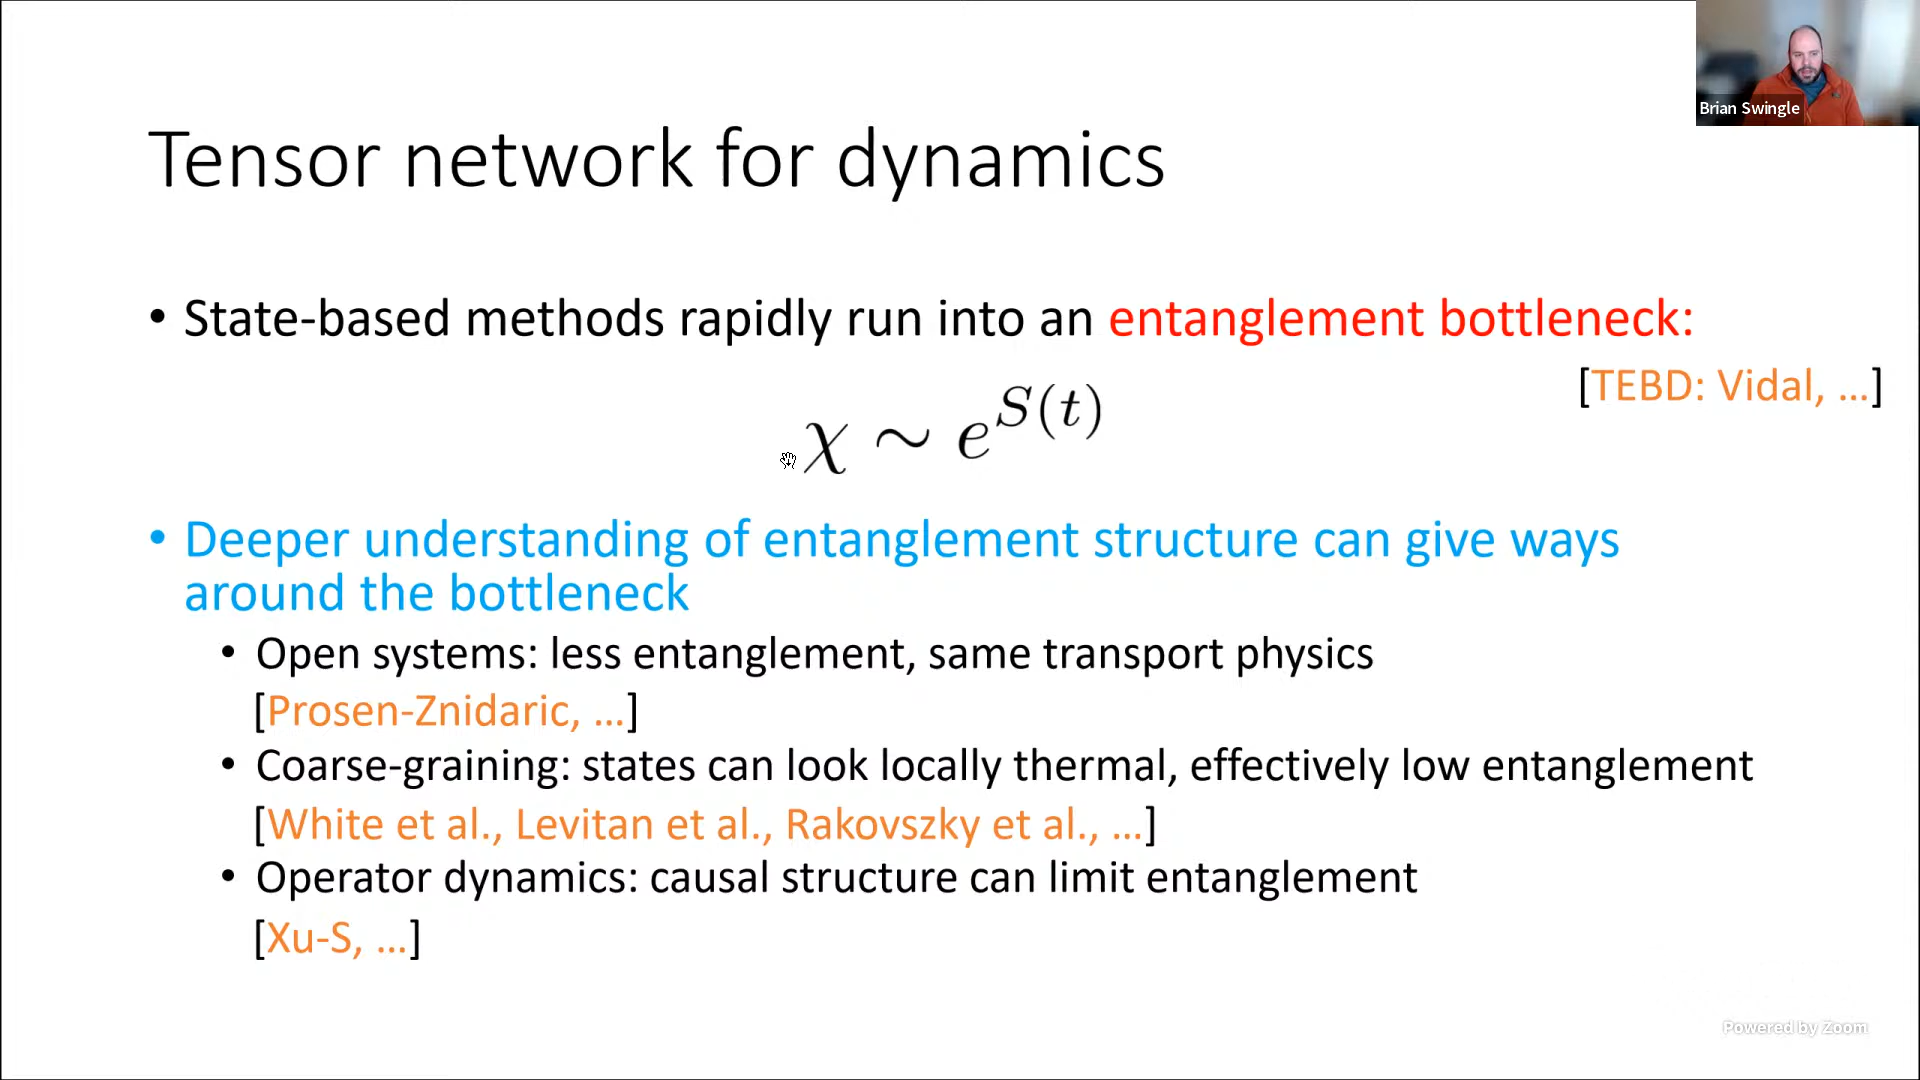 Brian Swingle
Tensor network for dynamics
• State-based methods rapidly run into an entanglement bottleneck:
[TEBD: Vidal, ...]
χ ~ e^{S(t)}
• Deeper understanding of entanglement structure can give ways
around the bottleneck
• Open systems: less entanglement, same transport physics
[Prosen-Znidaric, ...]
• Coarse-graining: states can look locally thermal, effectively low entanglement
[White et al., Levitan et al., Rakovszky et al., ...]
• Operator dynamics: causal structure can limit entanglement
[Xu-S, ...]
Powered by Zoom